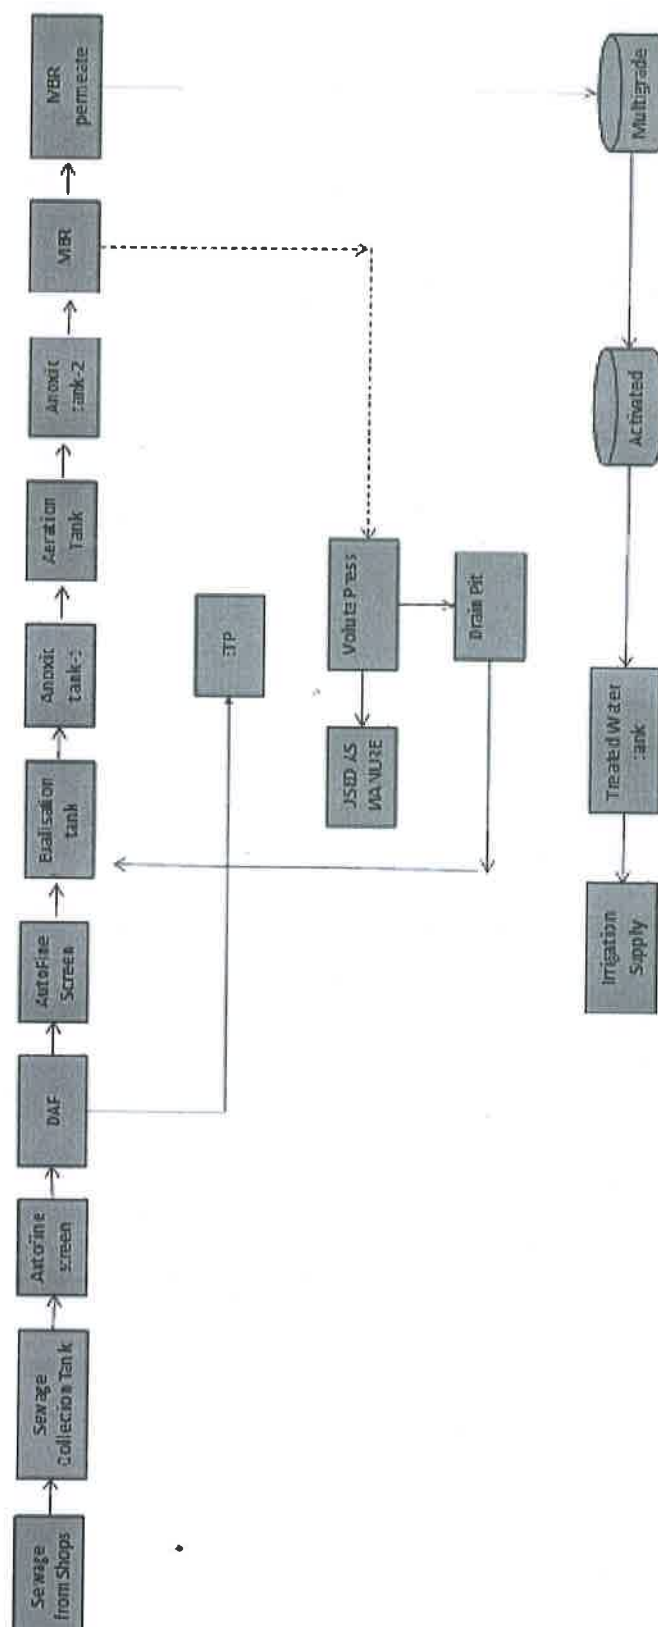 Sewage
from Shops
Sewage
Collection Tank
AutoFine
screen
DAF
AutoFine
Screen
Eqalisation
tank
Anoxic
tank-1
Aeration
Tank
Anoxic
tank-2
MBR
MBR
permeate
ETP
Volute Press
USED AS
MANURE
Drain Pit
Multigrade
Activated
Treated Water
tank
Irrigation
Supply